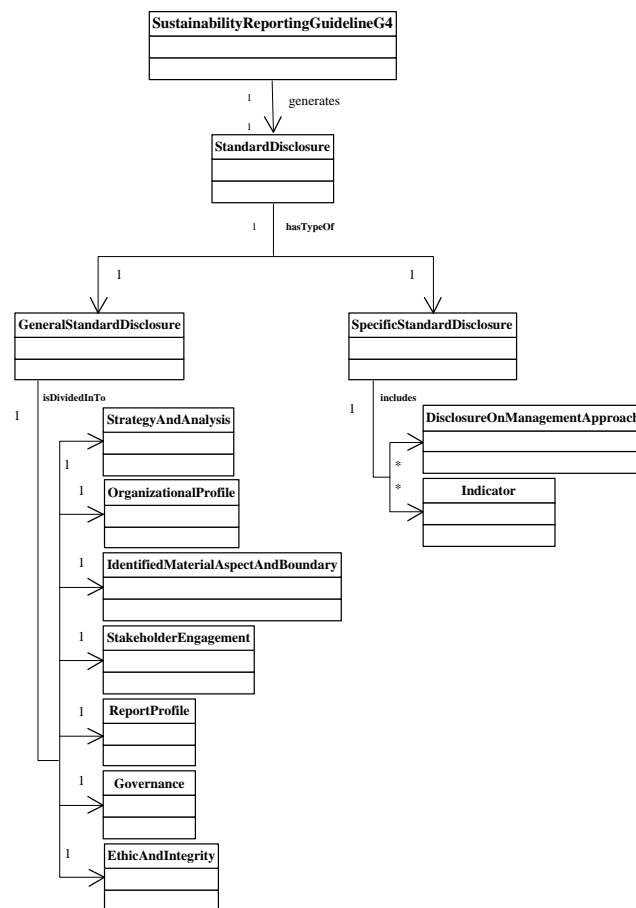 SustainabilityReportingGuidelineG4
1
generates
1
StandardDisclosure
1
hasTypeOf
1
1
GeneralStandardDisclosure
SpecificStandardDisclosure
isDividedInTo
1
includes
1
StrategyAndAnalysis
DisclosureOnManagementApproach
1
*
*
OrganizationalProfile
Indicator
1
IdentifiedMaterialAspectAndBoundary
1
StakeholderEngagement
1
ReportProfile
1
Governance
1
EthicAndIntegrity
1